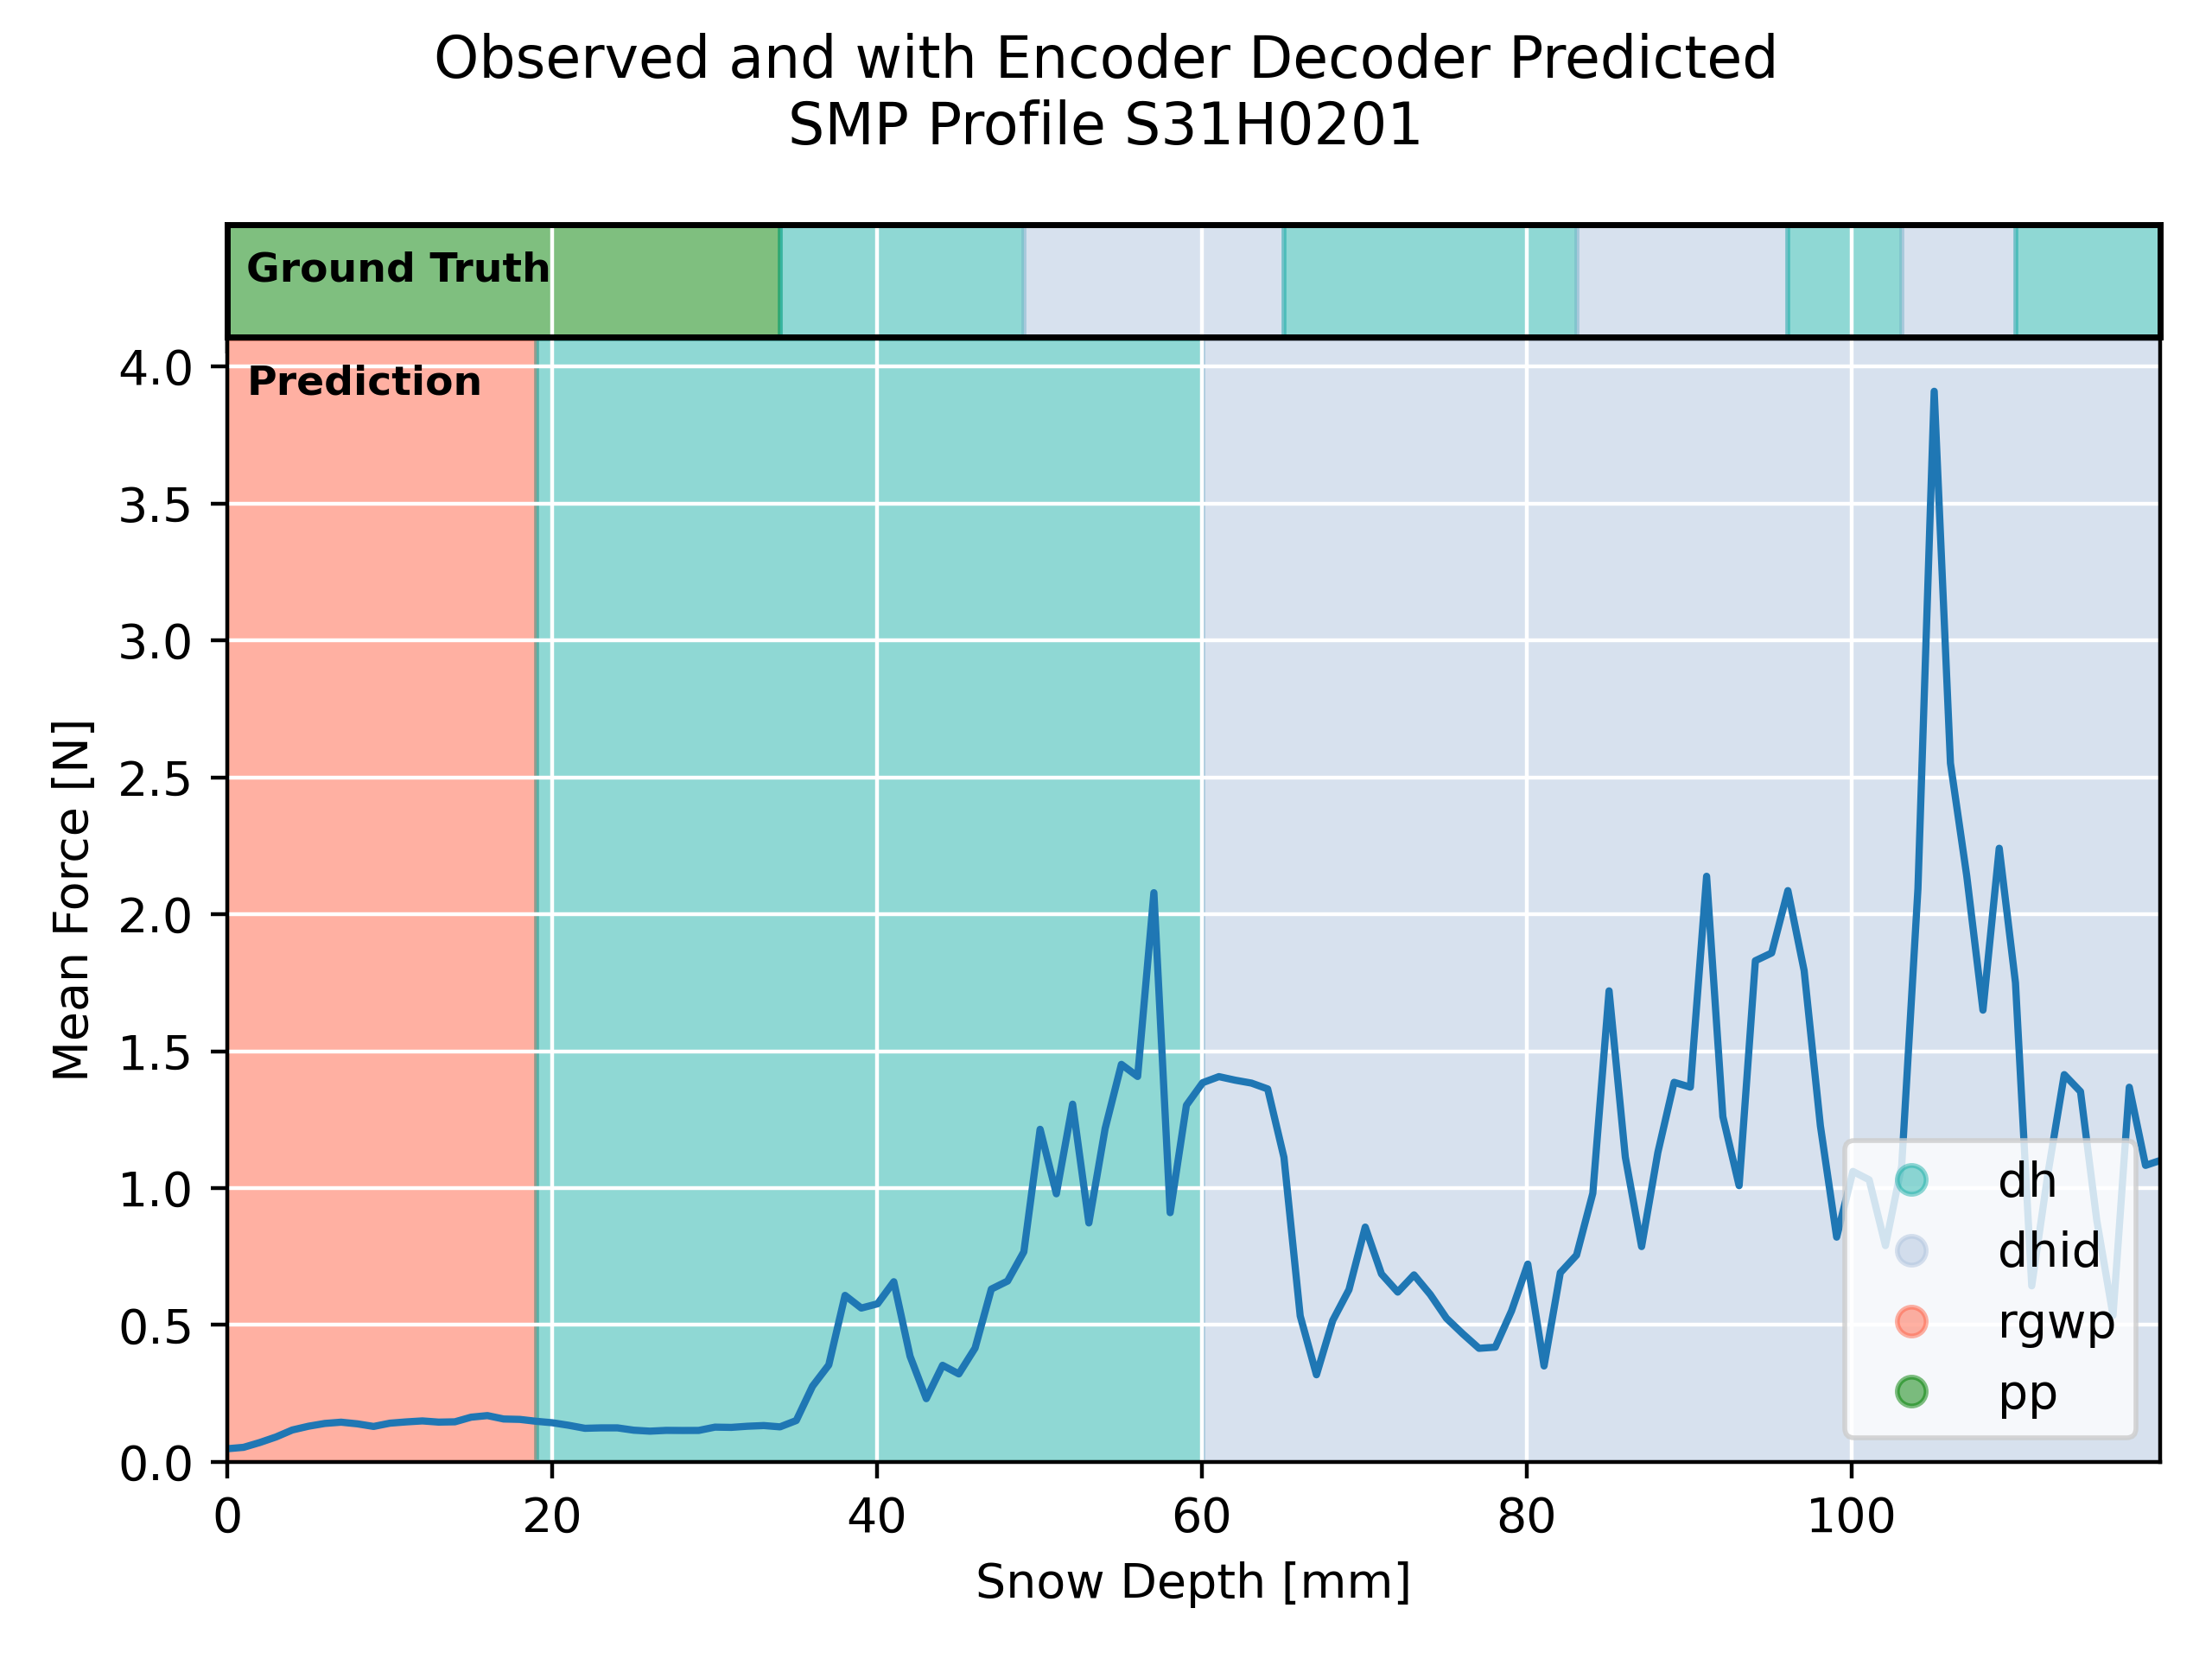 Observed and with Encoder Decoder Predicted
SMP Profile S31H0201
Ground Truth
Prediction
4.0
3.5
3.0
2.5
2.0
1.5
1.0
0.5
0.0
Mean Force [N]
0 20 40 60 80 100
Snow Depth [mm]
dh
dhid
rgwp
pp